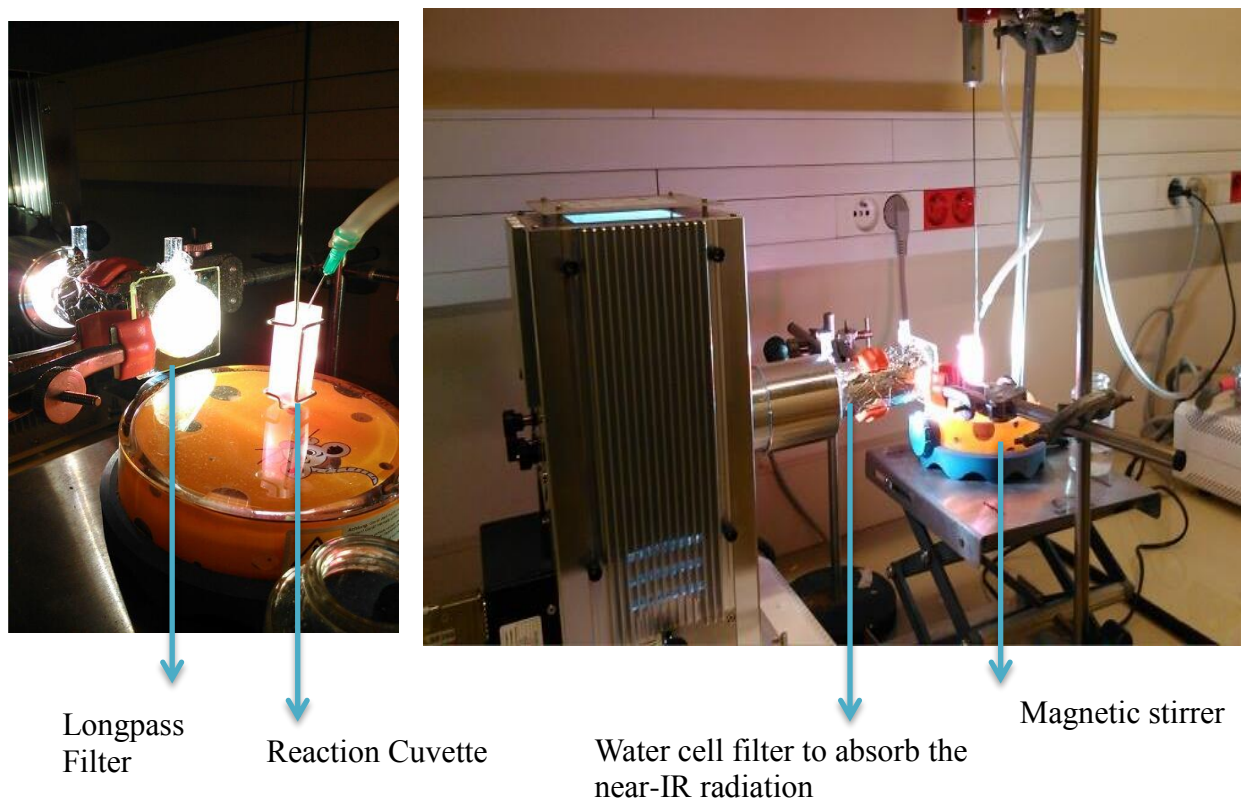 Longpass
Filter
Reaction Cuvette
Water cell filter to absorb the
near-IR radiation
Magnetic stirrer